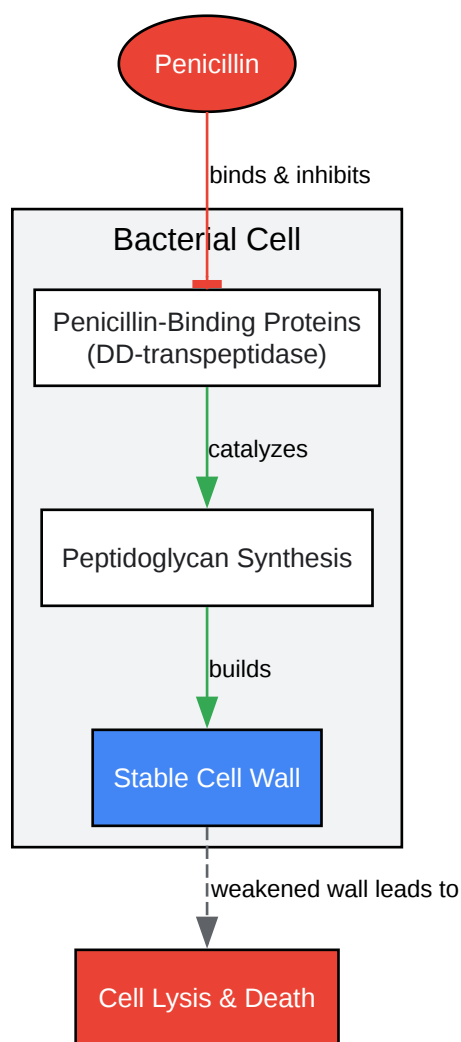 Penicillin
binds & inhibits
Bacterial Cell
Penicillin-Binding Proteins
(DD-transpeptidase)
catalyzes
Peptidoglycan Synthesis
builds
Stable Cell Wall
weakened wall leads to
Cell Lysis & Death